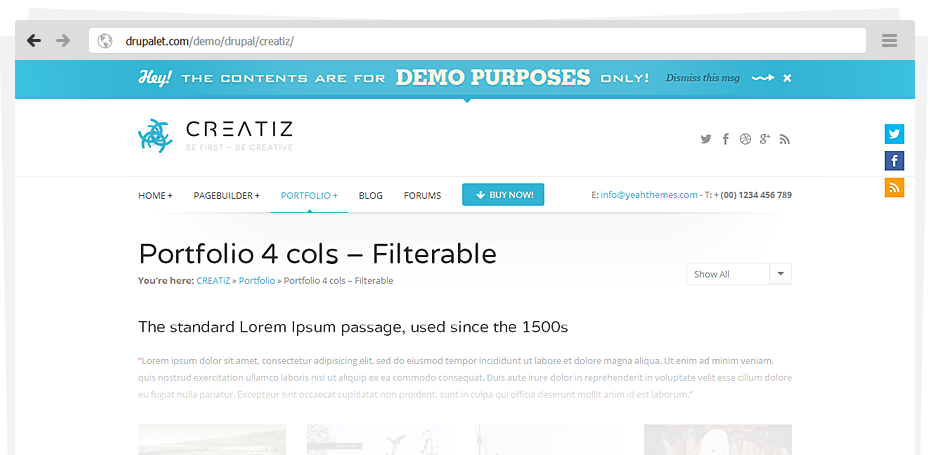 drupalet.com/demo/drupal/creatiz/
Hey! THE CONTENTS ARE FOR DEMO PURPOSES ONLY! Dismiss this msg
CREATIZ
BE FIRST – BE CREATIVE
HOME + PAGEBUILDER + PORTFOLIO + BLOG FORUMS BUY NOW! E: info@yeahthemes.com - T: + (00) 1234 456 789
Portfolio 4 cols – Filterable
You're here: CREATiZ » Portfolio » Portfolio 4 cols – Filterable
Show All
The standard Lorem Ipsum passage, used since the 1500s
"Lorem ipsum dolor sit amet, consectetur adipisicing elit, sed do eiusmod tempor incididunt ut labore et dolore magna aliqua. Ut enim ad minim veniam,
quis nostrud exercitation ullamco laboris nisi ut aliquip ex ea commodo consequat. Duis aute irure dolor in reprehenderit in voluptate velit esse cillum dolore
eu fugiat nulla pariatur. Excepteur sint occaecat cupidatat non proident, sunt in culpa qui officia deserunt mollit anim id est laborum."